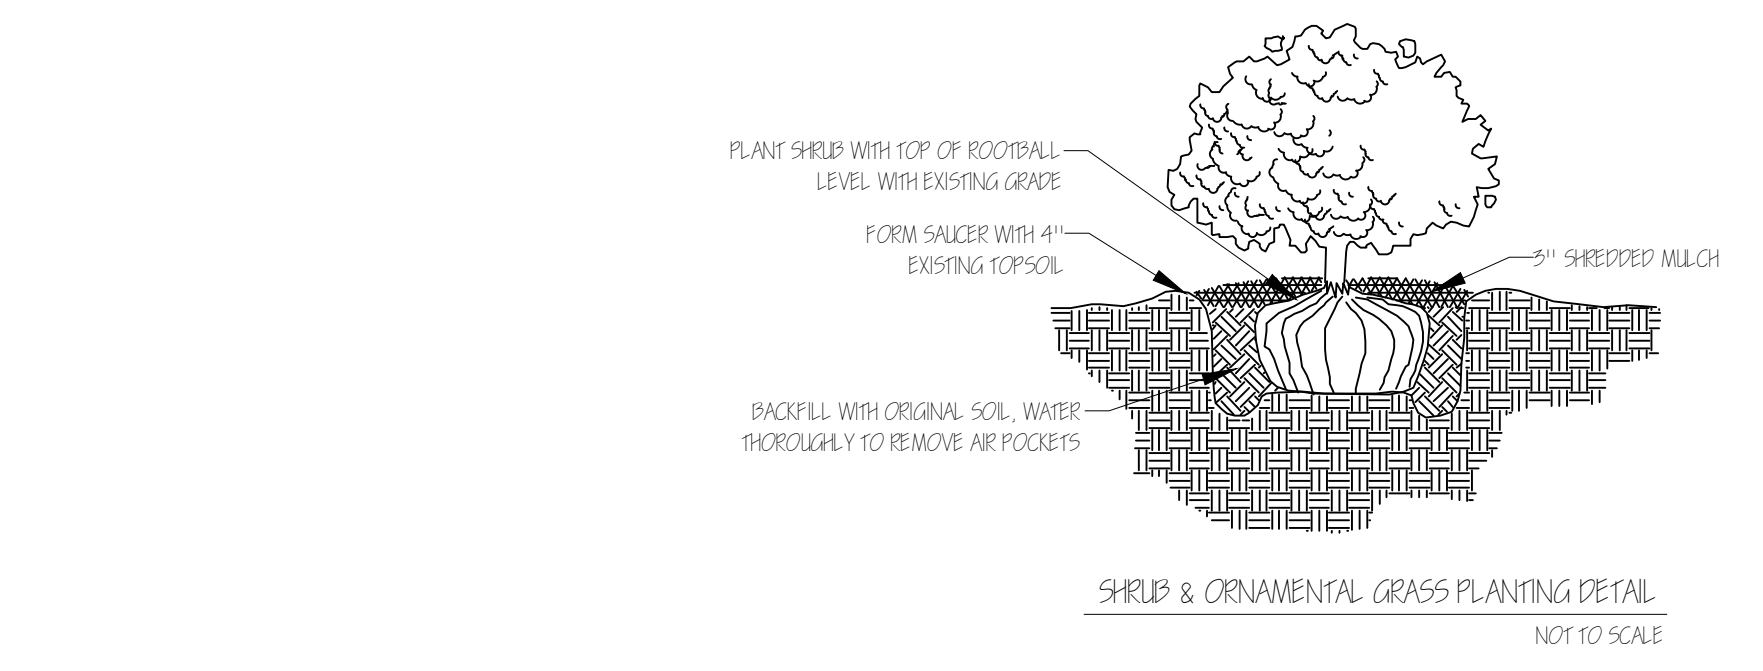 PLANT SHRUB WITH TOP OF ROOTBALL
LEVEL WITH EXISTING GRADE
FORM SAUCER WITH 4"
EXISTING TOPSOIL
3" SHREDDED MULCH
BACKFILL WITH ORIGINAL SOIL, WATER
THOROUGHLY TO REMOVE AIR POCKETS
SHRUB & ORNAMENTAL GRASS PLANTING DETAIL
NOT TO SCALE